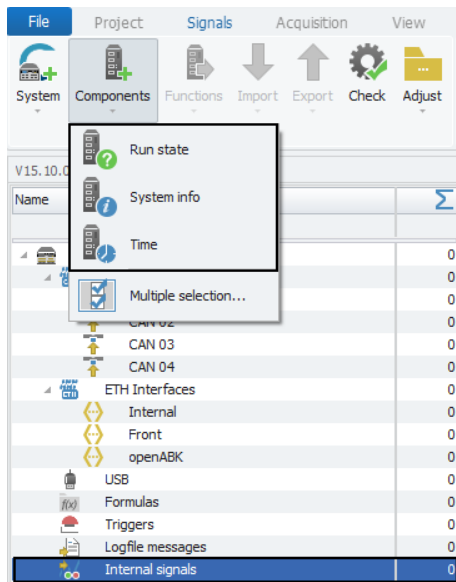 File Project Signals Acquisition View
System Components Functions Import Export Check Adjust
Run state
V15.10.0
System info
Name Σ
Time
0
0
Multiple selection...
0
CAN 02 0
CAN 03 0
CAN 04 0
ETH Interfaces 0
Internal 0
Front 0
openABK 0
USB 0
f(x) Formulas 0
Triggers 0
Logfile messages 0
Internal signals 0